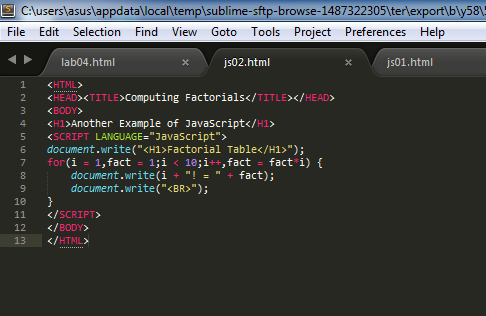 C:\users\asus\appdata\local\temp\sublime-sftp-browse-1487322305\ter\export\b\y58\5
File Edit Selection Find View Goto Tools Project Preferences Help
lab04.html × js02.html × js01.html
1 <HTML>
2 <HEAD><TITLE>Computing Factorials</TITLE></HEAD>
3 <BODY>
4 <H1>Another Example of JavaScript</H1>
5 <SCRIPT LANGUAGE="JavaScript">
6 document.write("<H1>Factorial Table</H1>");
7 for(i = 1,fact = 1;i < 10;i++,fact = fact*i) {
8     document.write(i + "! = " + fact);
9     document.write("<BR>");
10 }
11 </SCRIPT>
12 </BODY>
13 </HTML>